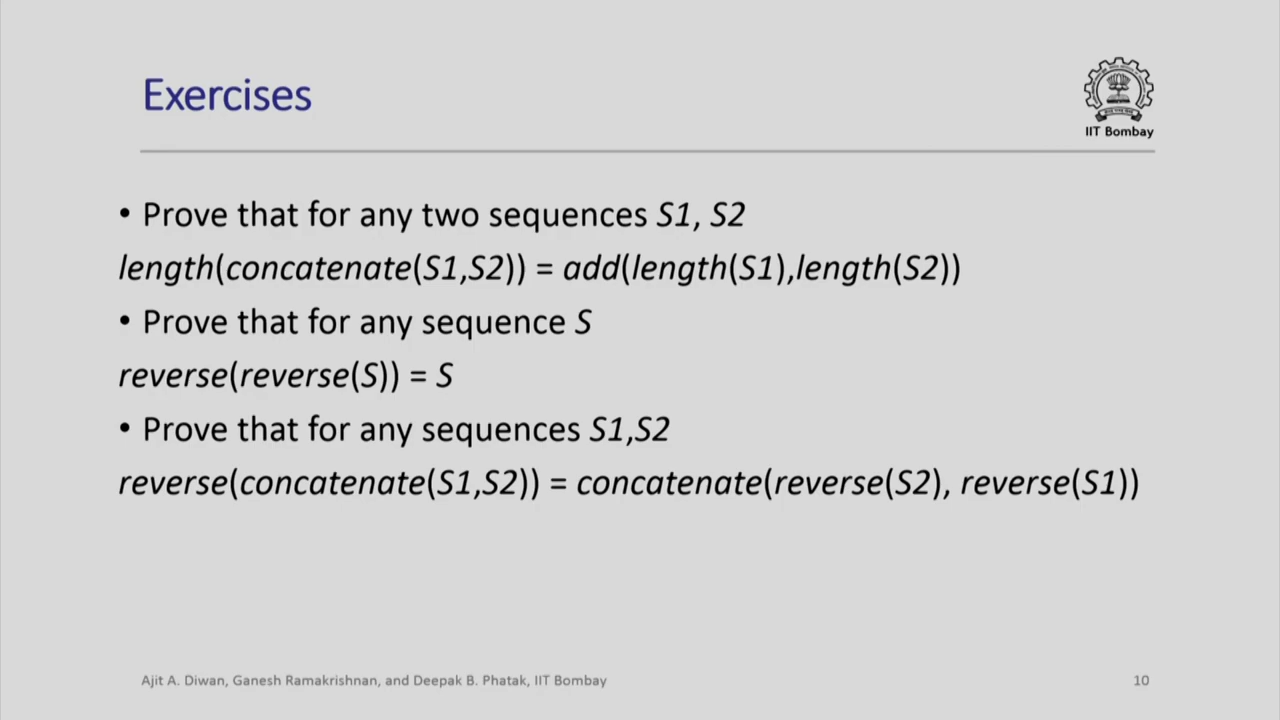 Exercises
IIT Bombay
• Prove that for any two sequences S1, S2
length(concatenate(S1,S2)) = add(length(S1),length(S2))
• Prove that for any sequence S
reverse(reverse(S)) = S
• Prove that for any sequences S1,S2
reverse(concatenate(S1,S2)) = concatenate(reverse(S2), reverse(S1))
Ajit A. Diwan, Ganesh Ramakrishnan, and Deepak B. Phatak, IIT Bombay
10